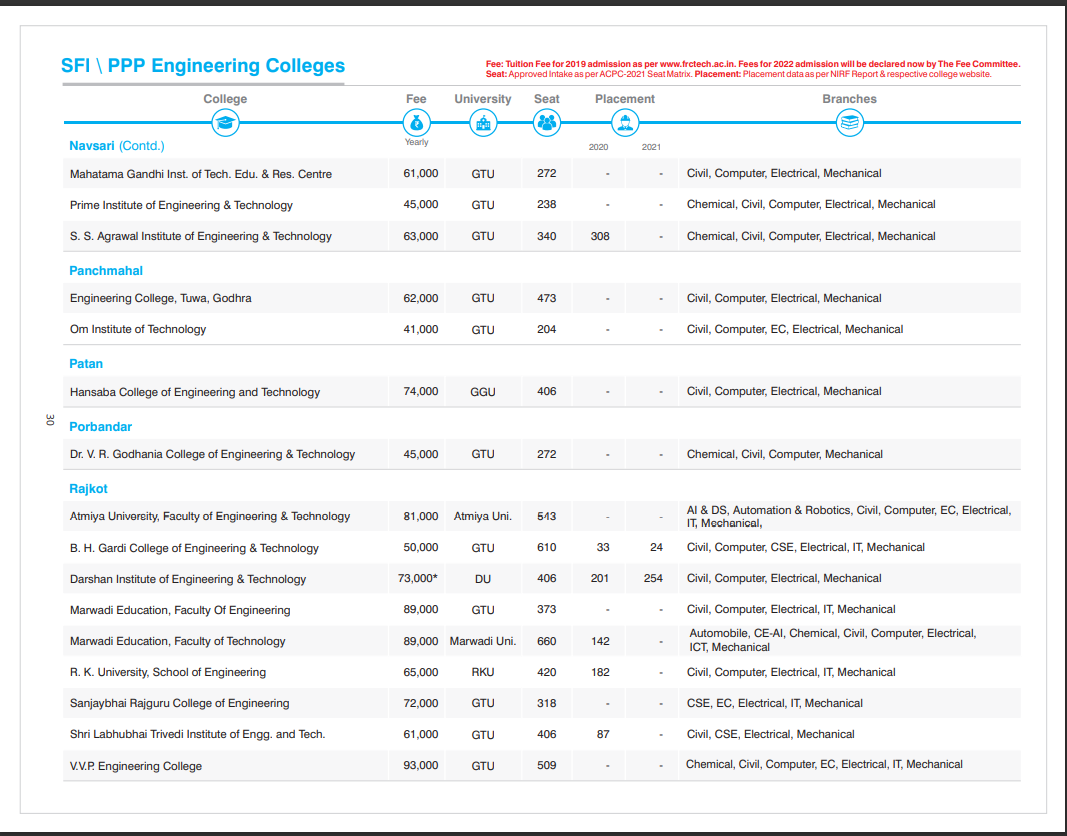 SFI \ PPP Engineering Colleges
Fee: Tuition Fee for 2019 admission as per www.frctech.ac.in. Fees for 2022 admission will be declared now by The Fee Committee.
Seat: Approved Intake as per ACPC-2021 Seat Matrix. Placement: Placement data as per NIRF Report & respective college website.
College Fee University Seat Placement Branches
Yearly
Navsari (Contd.) 2020 2021
Mahatama Gandhi Inst. of Tech. Edu. & Res. Centre 61,000 GTU 272 - - Civil, Computer, Electrical, Mechanical
Prime Institute of Engineering & Technology 45,000 GTU 238 - - Chemical, Civil, Computer, Electrical, Mechanical
S. S. Agrawal Institute of Engineering & Technology 63,000 GTU 340 308 - Chemical, Civil, Computer, Electrical, Mechanical
Panchmahal
Engineering College, Tuwa, Godhra 62,000 GTU 473 - - Civil, Computer, Electrical, Mechanical
Om Institute of Technology 41,000 GTU 204 - - Civil, Computer, EC, Electrical, Mechanical
Patan
Hansaba College of Engineering and Technology 74,000 GGU 406 - - Civil, Computer, Electrical, Mechanical
30
Porbandar
Dr. V. R. Godhania College of Engineering & Technology 45,000 GTU 272 - - Chemical, Civil, Computer, Mechanical
Rajkot
Atmiya University, Faculty of Engineering & Technology 81,000 Atmiya Uni. 543 - - AI & DS, Automation & Robotics, Civil, Computer, EC, Electrical,
IT, Mechanical,
B. H. Gardi College of Engineering & Technology 50,000 GTU 610 33 24 Civil, Computer, CSE, Electrical, IT, Mechanical
Darshan Institute of Engineering & Technology 73,000* DU 406 201 254 Civil, Computer, Electrical, Mechanical
Marwadi Education, Faculty Of Engineering 89,000 GTU 373 - - Civil, Computer, Electrical, IT, Mechanical
Marwadi Education, Faculty of Technology 89,000 Marwadi Uni. 660 142 - Automobile, CE-AI, Chemical, Civil, Computer, Electrical,
ICT, Mechanical
R. K. University, School of Engineering 65,000 RKU 420 182 - Civil, Computer, Electrical, IT, Mechanical
Sanjaybhai Rajguru College of Engineering 72,000 GTU 318 - - CSE, EC, Electrical, IT, Mechanical
Shri Labhubhai Trivedi Institute of Engg. and Tech. 61,000 GTU 406 87 - Civil, CSE, Electrical, Mechanical
V.V.P. Engineering College 93,000 GTU 509 - - Chemical, Civil, Computer, EC, Electrical, IT, Mechanical